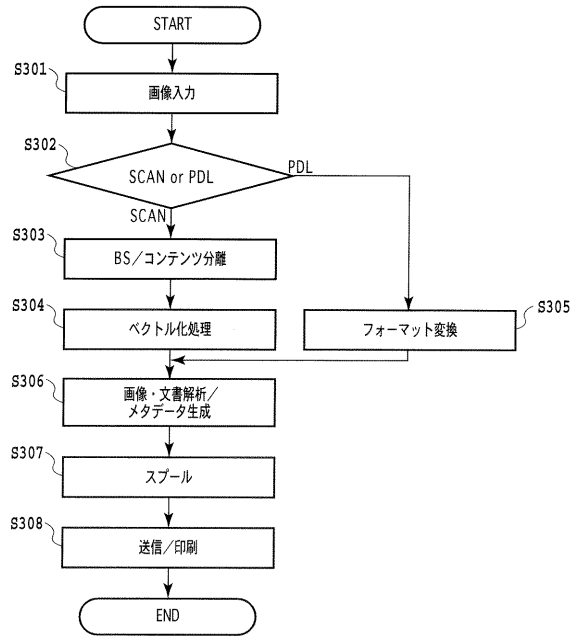 START
S301
画像入力
S302
SCAN or PDL
PDL
SCAN
S303
BS／コンテンツ分離
S304
ベクトル化処理
S305
フォーマット変換
S306
画像・文書解析／
メタデータ生成
S307
スプール
S308
送信／印刷
END